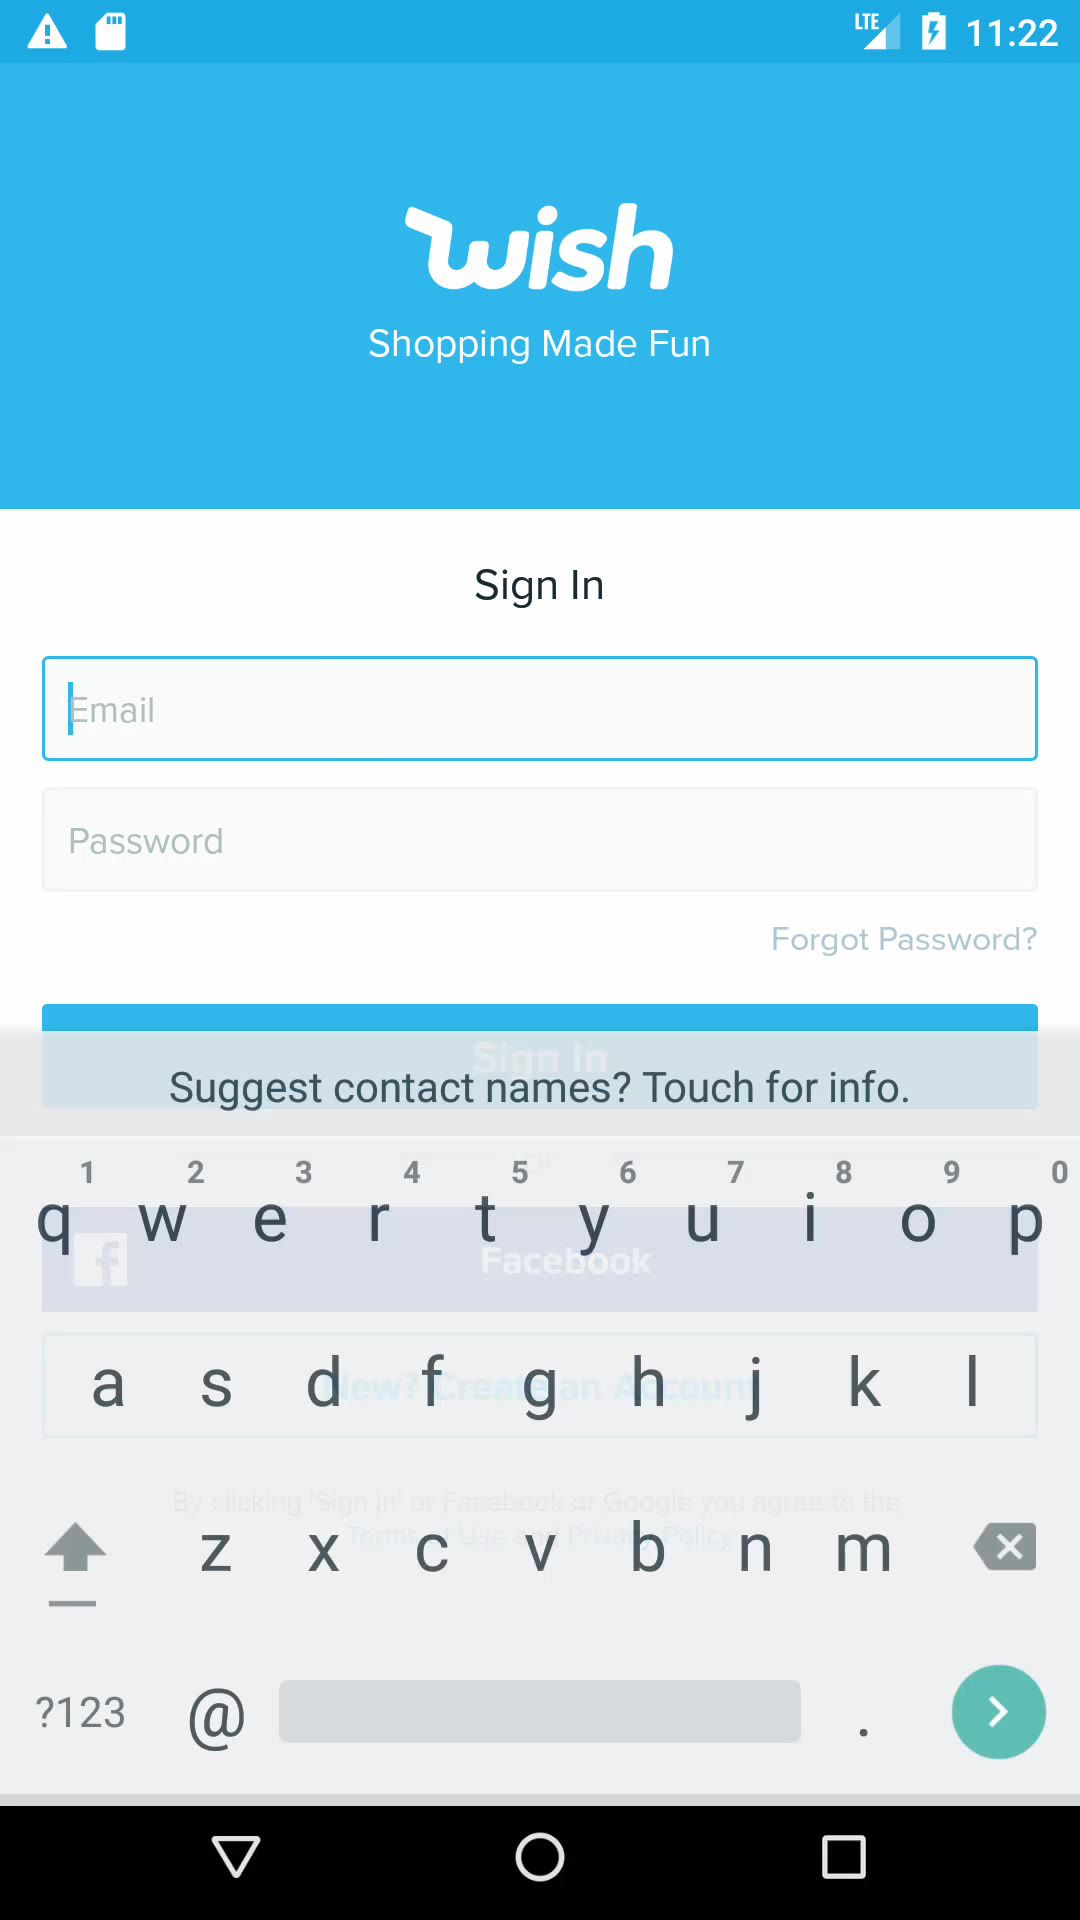 LTE 11:22
wish
Shopping Made Fun
Sign In
Email
Password
Forgot Password?
Sign In
Suggest contact names? Touch for info.
1 2 3 4 5 6 7 8 9 0
q w e r t y u i o p
Facebook
a s d f g h j k l
New? Create an Account
By clicking 'Sign In' or Facebook or Google you agree to the
Terms of Use and Privacy Policy
z x c v b n m
?123 @ .